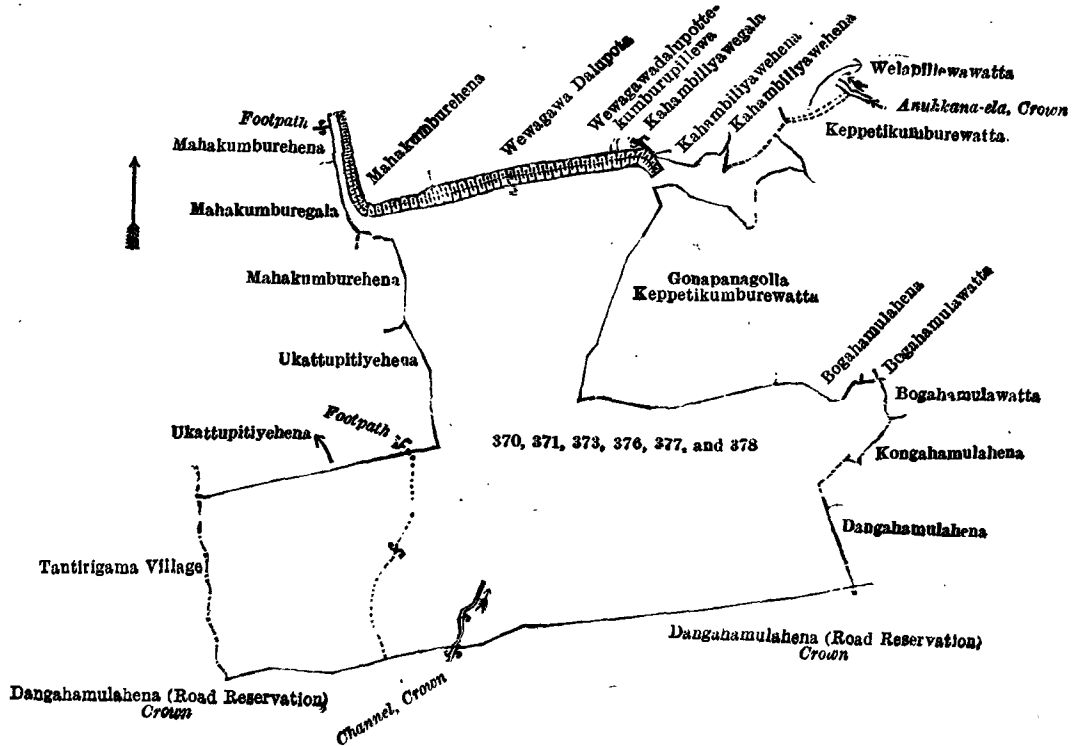 Footpath
Mahakumburehena
Mahakumburehena
Wewagawa Dalupota
Wewagawadalupotte-
kumburupillewa
Kahambiliyawegala
Kahambiliyawehena
Kahambiliyawehena
Welapillewawatta
Anukkana-ela, Crown
Keppetikumburewatta.
Mahakumburegala
Mahakumburehena
Gonapanagolla
Keppetikumburewatta
Ukattupitiyehena
Bogahamulahena
Bogahamulawatta
Bogahamulawatta
Footpath
Ukattupitiyehena
370, 371, 373, 376, 377, and 378
Kongahamulahena
Dangahamulahena
Tantirigama Village
Dangahamulahena (Road Reservation)
Crown
Dangahamulahena (Road Reservation)
Crown
Channel, Crown